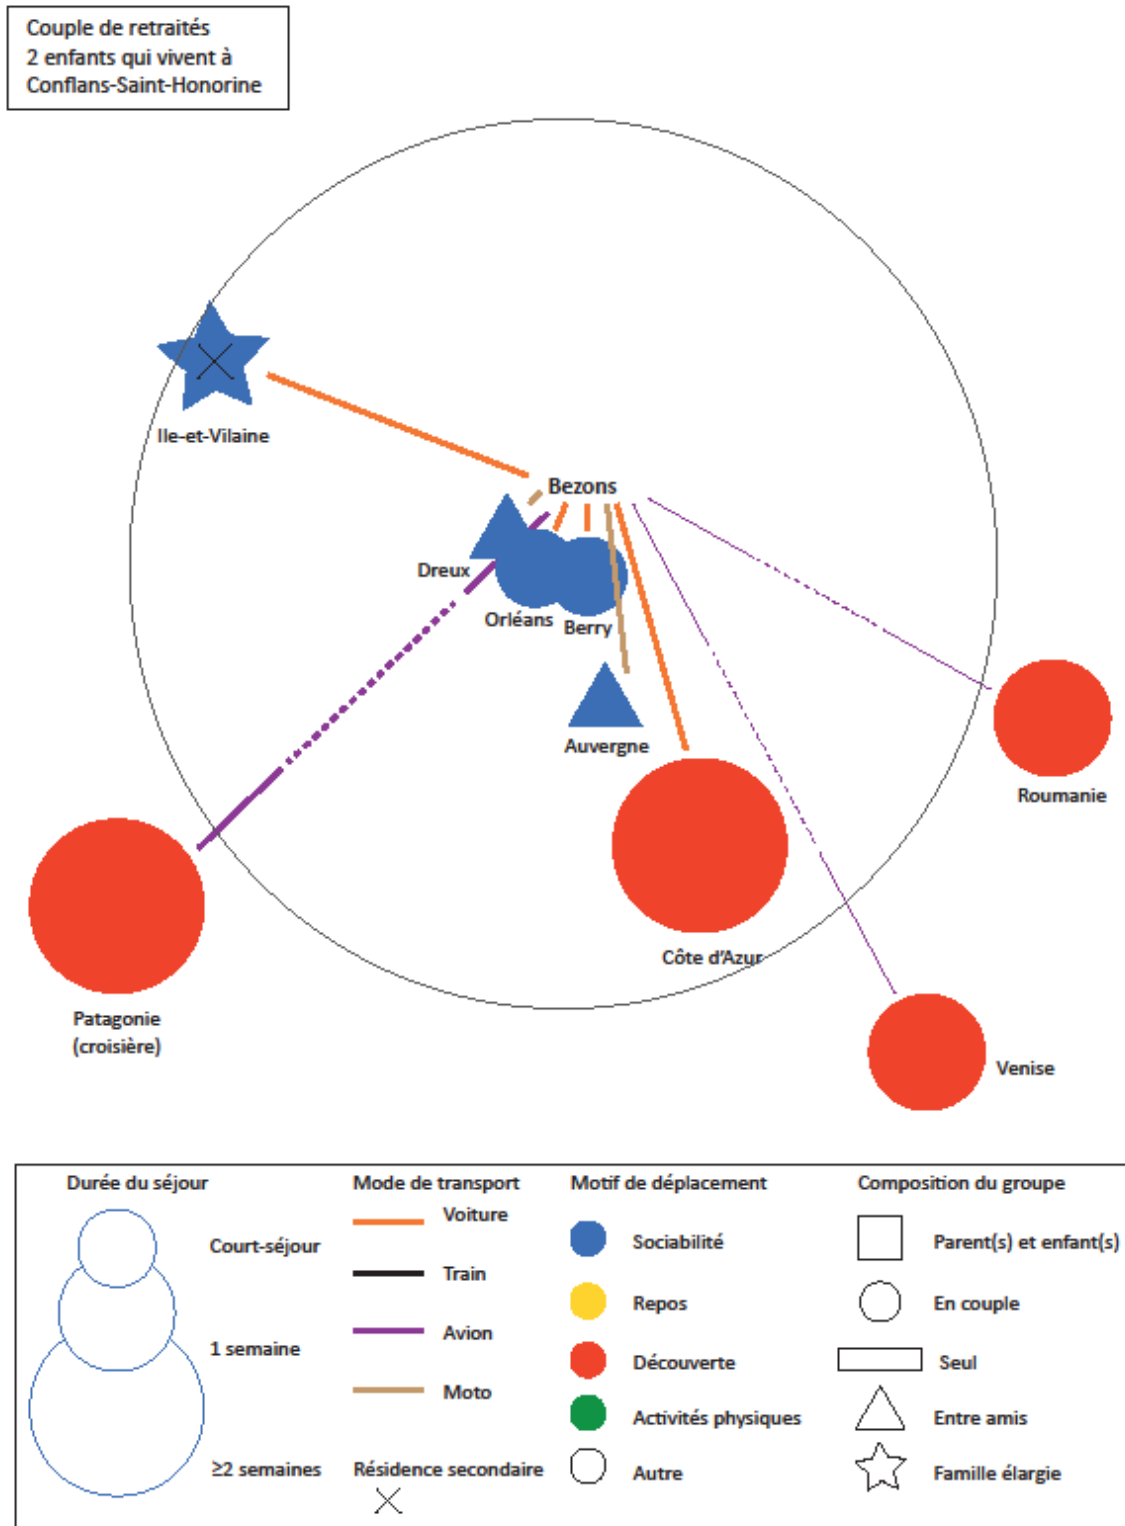 Couple de retraités
2 enfants qui vivent à
Conflans-Saint-Honorine
Ile-et-Vilaine
Bezons
Dreux
Orléans
Berry
Auvergne
Roumanie
Côte d'Azur
Patagonie
(croisière)
Venise
Durée du séjour
Court-séjour
1 semaine
≥2 semaines
Mode de transport
Voiture
Train
Avion
Moto
Résidence secondaire
Motif de déplacement
Sociabilité
Repos
Découverte
Activités physiques
Autre
Composition du groupe
Parent(s) et enfant(s)
En couple
Seul
Entre amis
Famille élargie